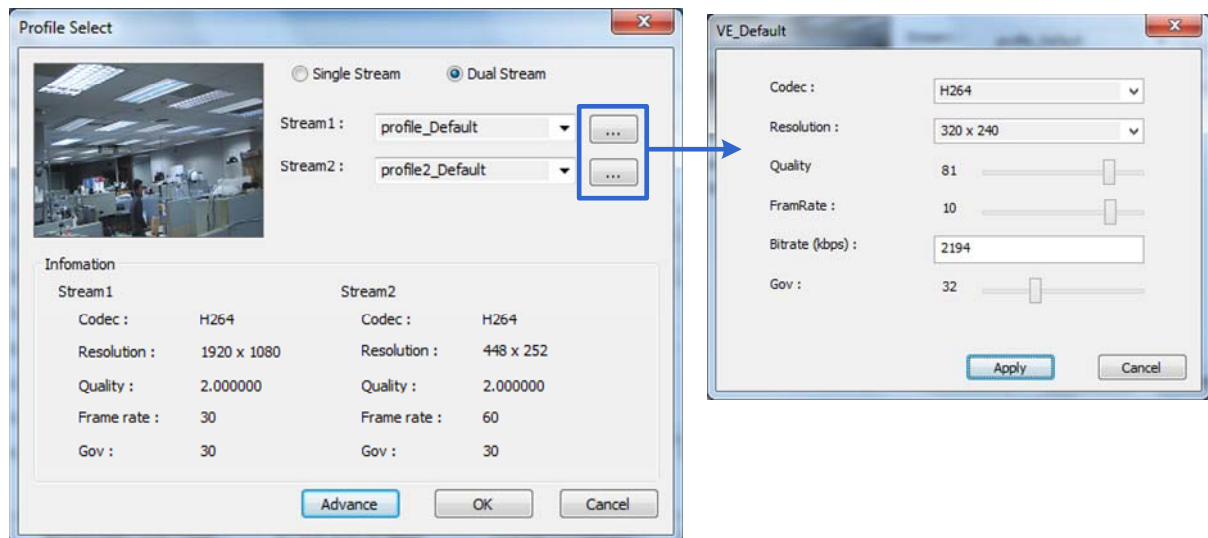 Profile Select
Single Stream Dual Stream
Stream1 : profile_Default ...
Stream2 : profile2_Default ...
Infomation
Stream1 Stream2
Codec : H264 Codec : H264
Resolution : 1920 x 1080 Resolution : 448 x 252
Quality : 2.000000 Quality : 2.000000
Frame rate : 30 Frame rate : 60
Gov : 30 Gov : 30
Advance OK Cancel
VE_Default
Codec : H264
Resolution : 320 x 240
Quality 81
FramRate : 10
Bitrate (kbps) : 2194
Gov : 32
Apply Cancel